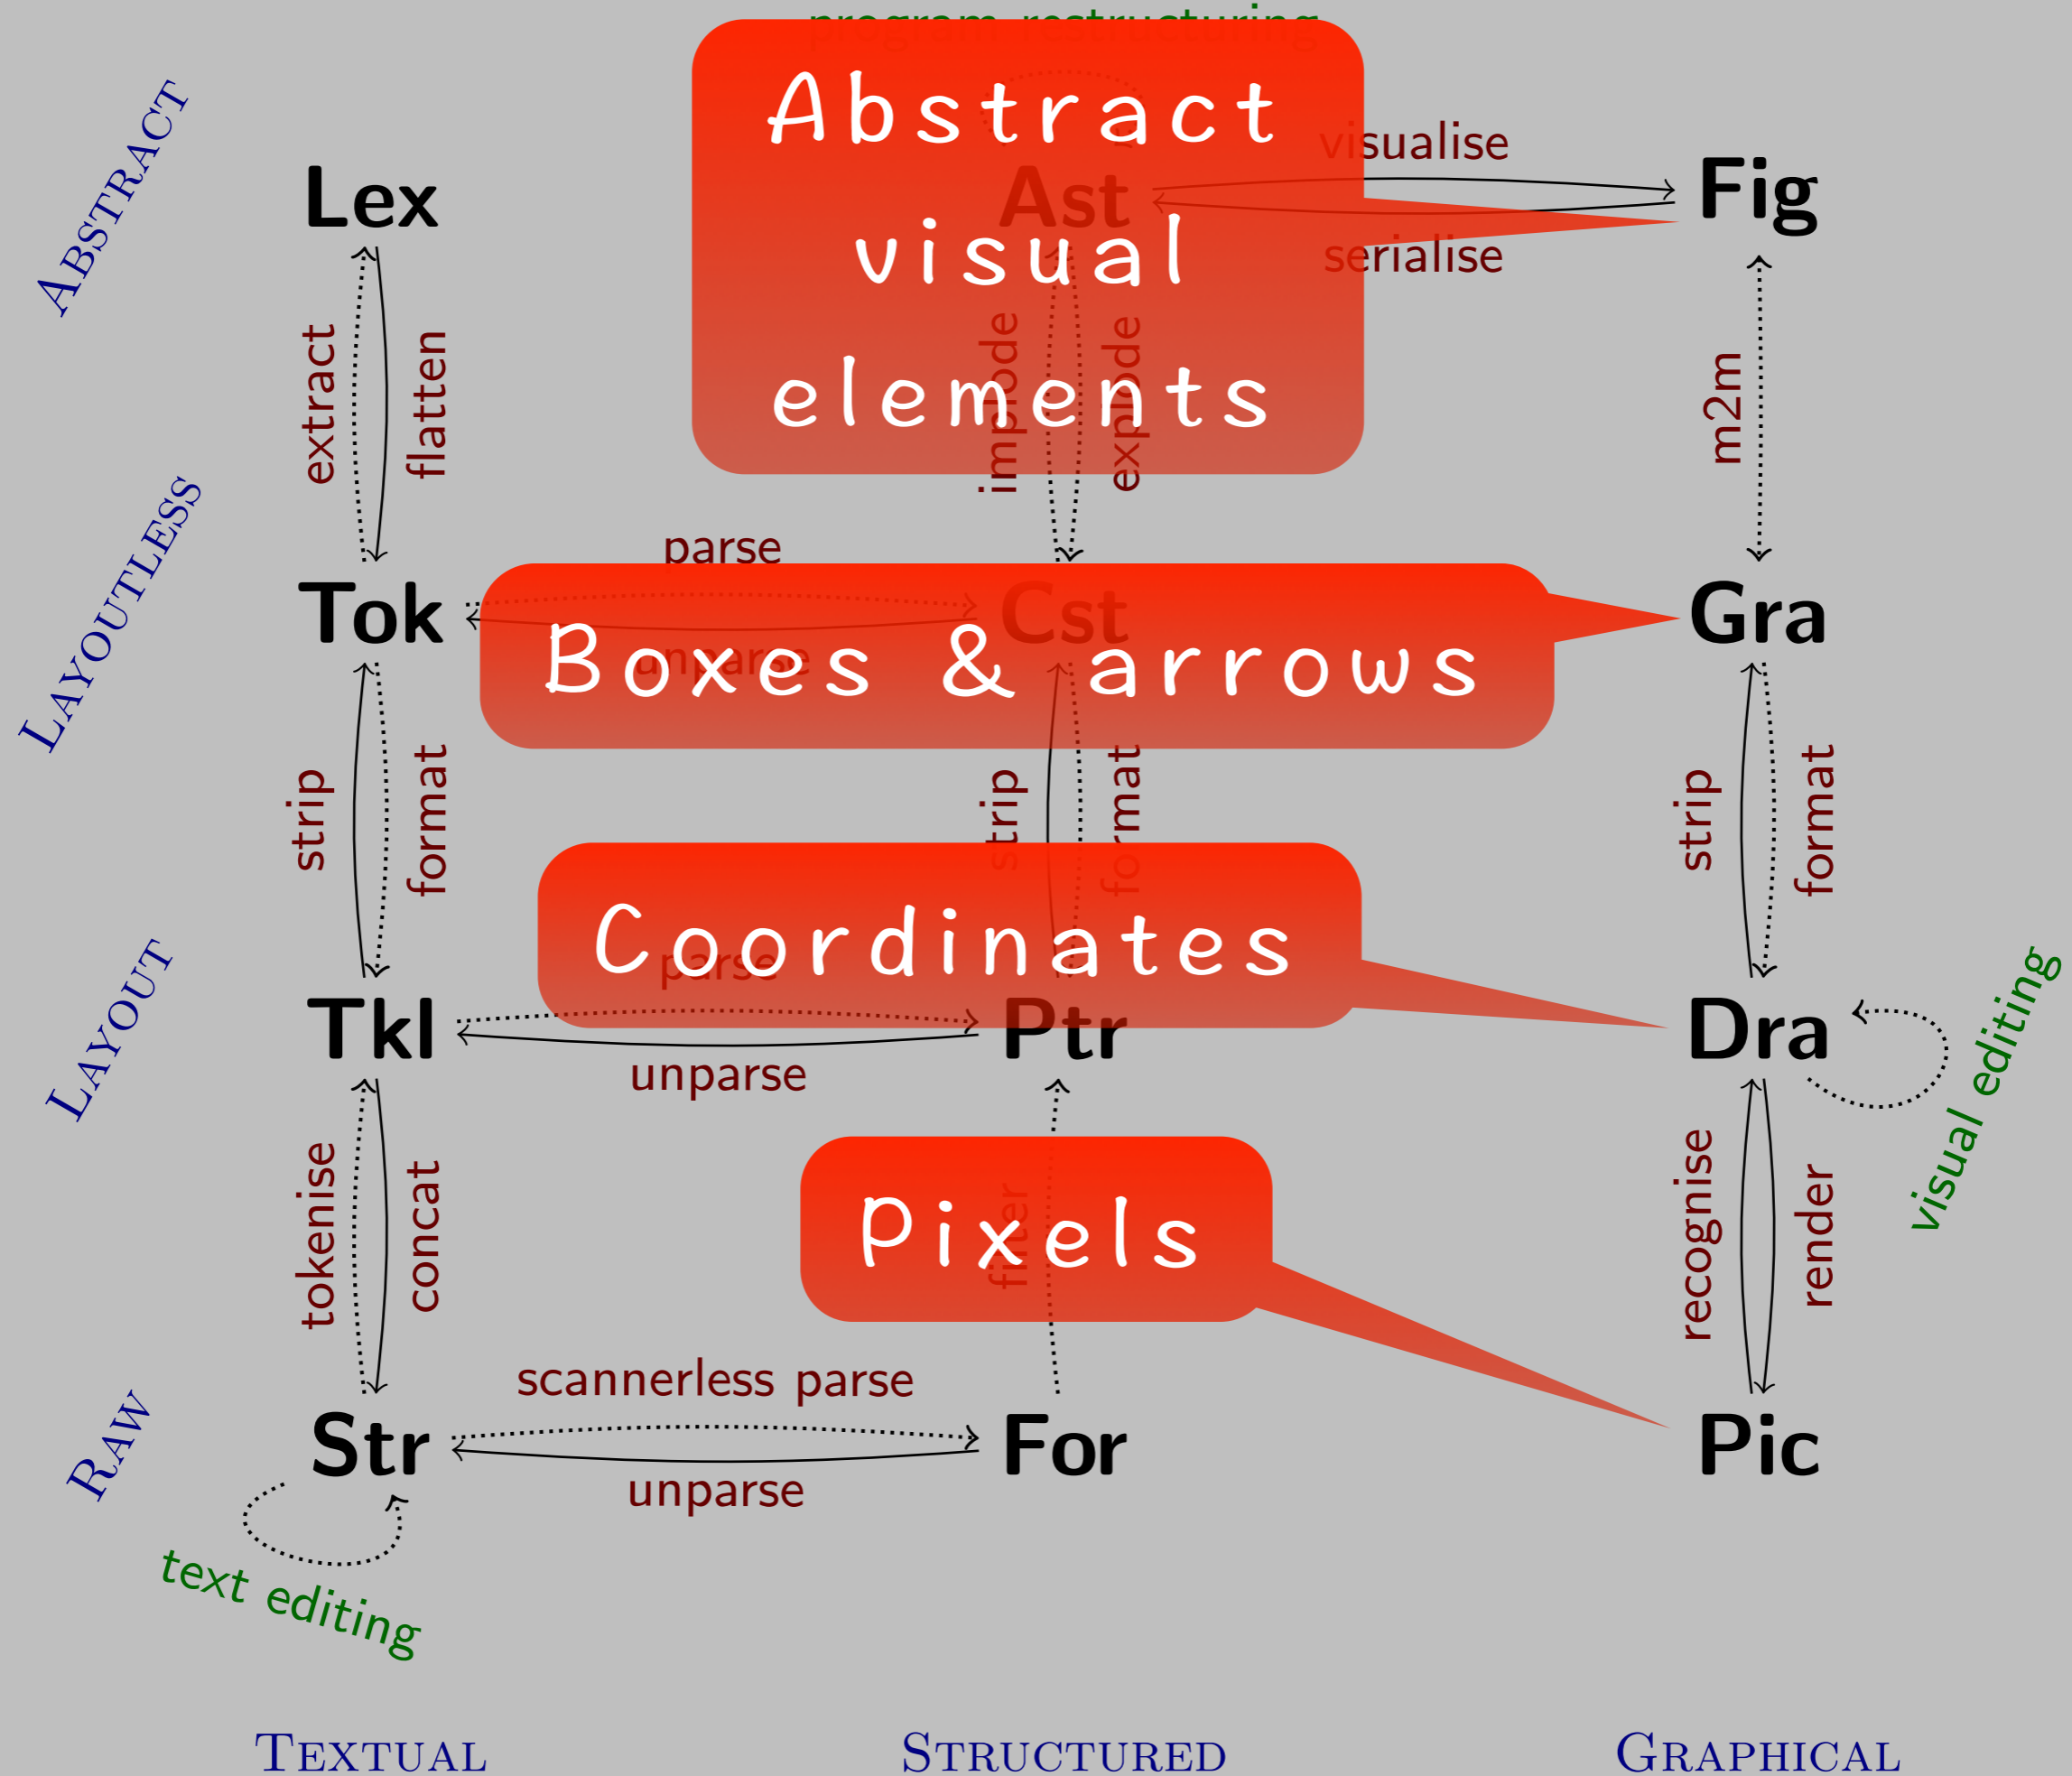 program restructuring
ABSTRACT
Abstract
visual
elements
visualise
Lex
Ast
Fig
serialise
extract
flatten
implode
explode
m2m
LAYOUTLESS
parse
Tok
Cst
Gra
unparse
Boxes & arrows
strip
format
strip
format
strip
format
LAYOUT
Coordinates
parse
Tkl
Ptr
Dra
unparse
visual editing
tokenise
concat
filter
Pixels
recognise
render
RAW
scannerless parse
Str
For
Pic
unparse
text editing
TEXTUAL
STRUCTURED
GRAPHICAL